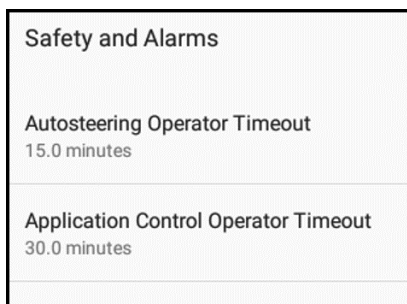 Safety and Alarms
Autosteering Operator Timeout
15.0 minutes
Application Control Operator Timeout
30.0 minutes